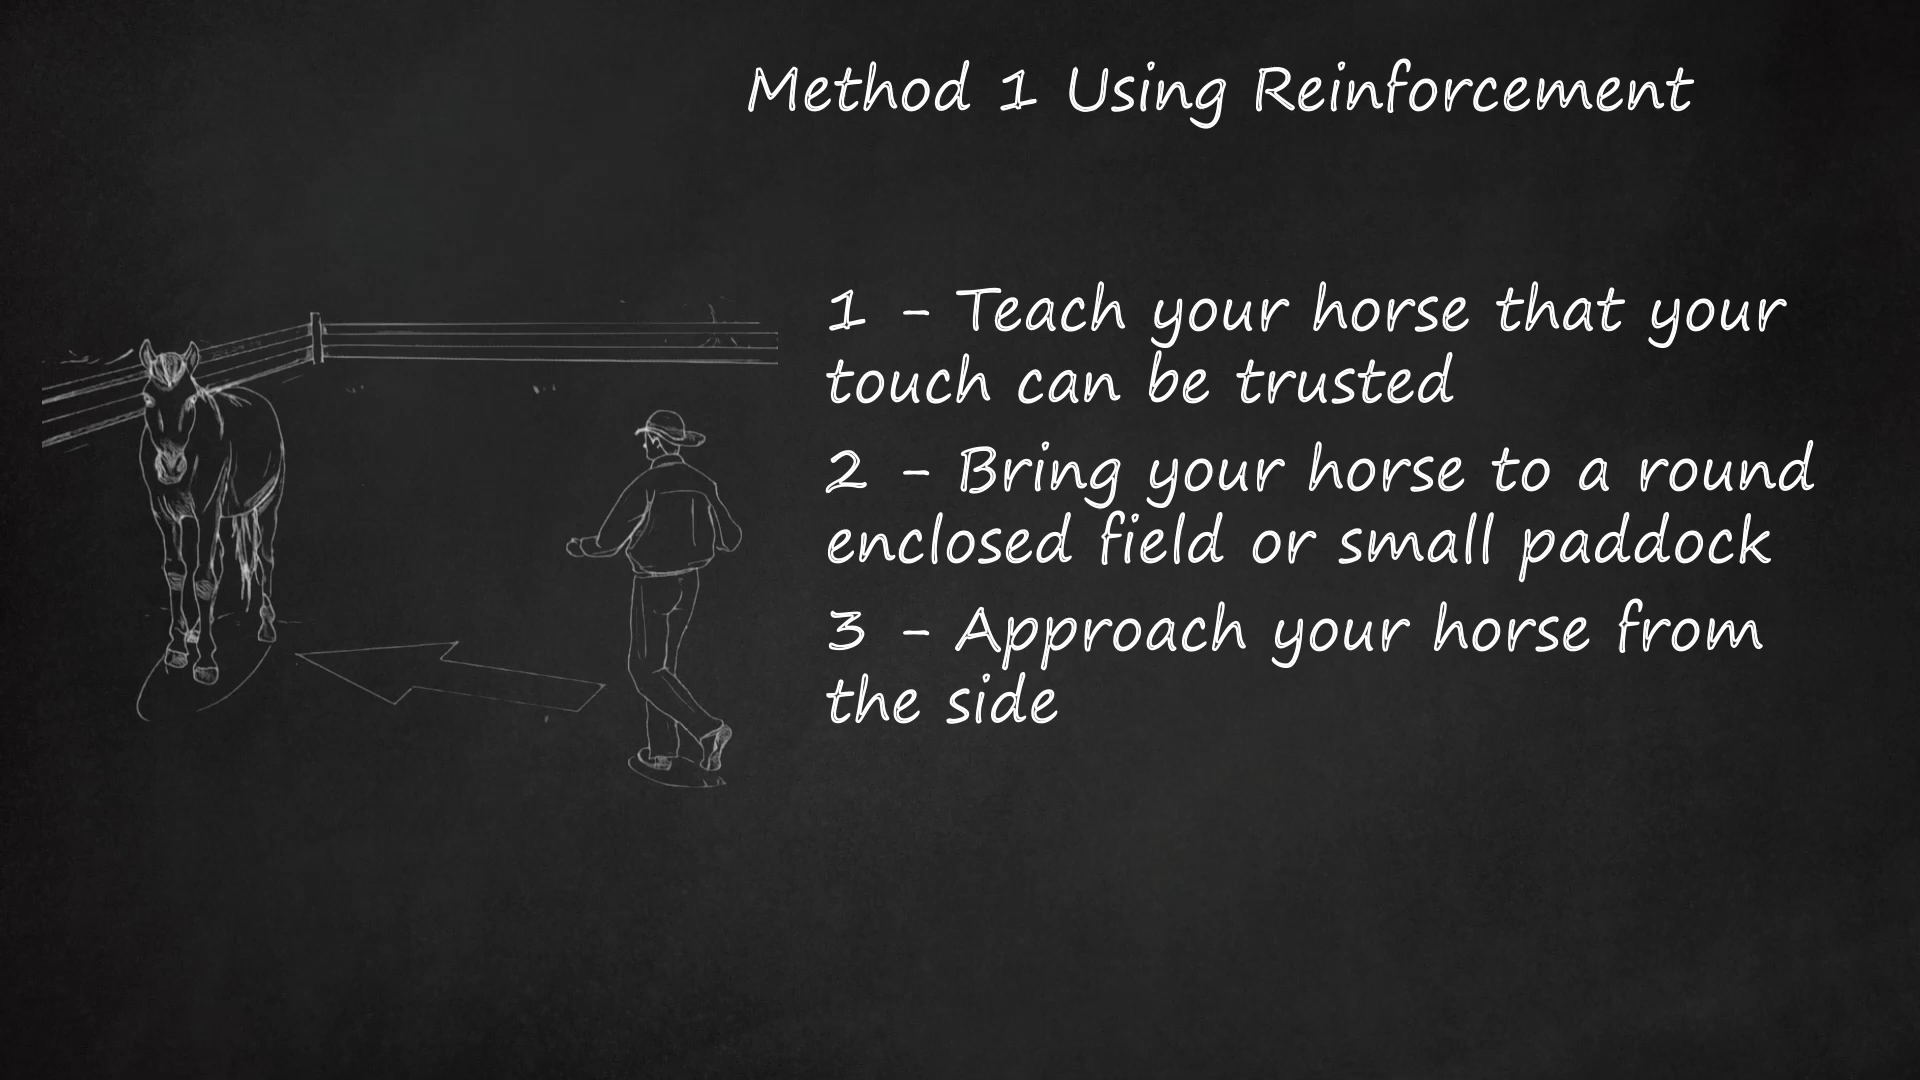 Method 1 Using Reinforcement
1 - Teach your horse that your
touch can be trusted
2 - Bring your horse to a round
enclosed field or small paddock
3 - Approach your horse from
the side